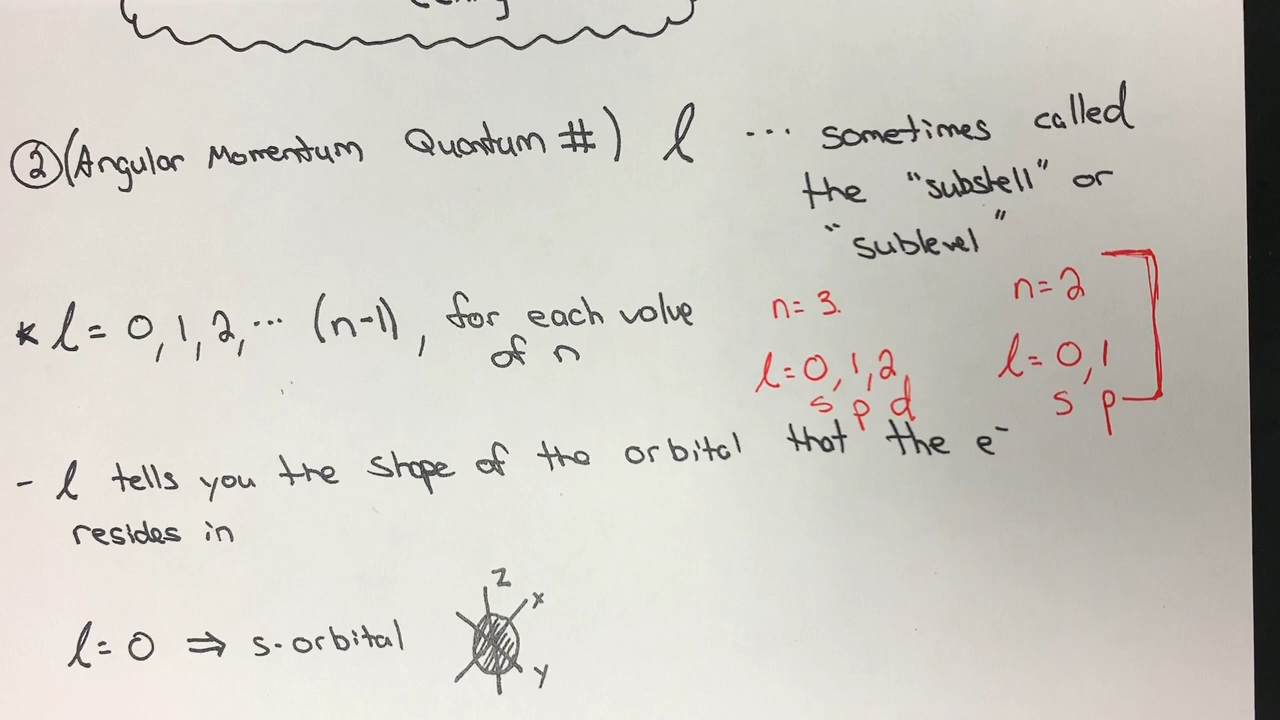 ② (Angular Momentum Quantum #) l ... sometimes called
the "subshell" or
"sublevel"
* l = 0, 1, 2, ... (n-1), for each value
of n
n = 3.
l = 0, 1, 2,
s p d
n = 2
l = 0, 1
s p
- l tells you the shape of the orbital that the e⁻
resides in
l = 0 ⇒ s-orbital
z
x
y